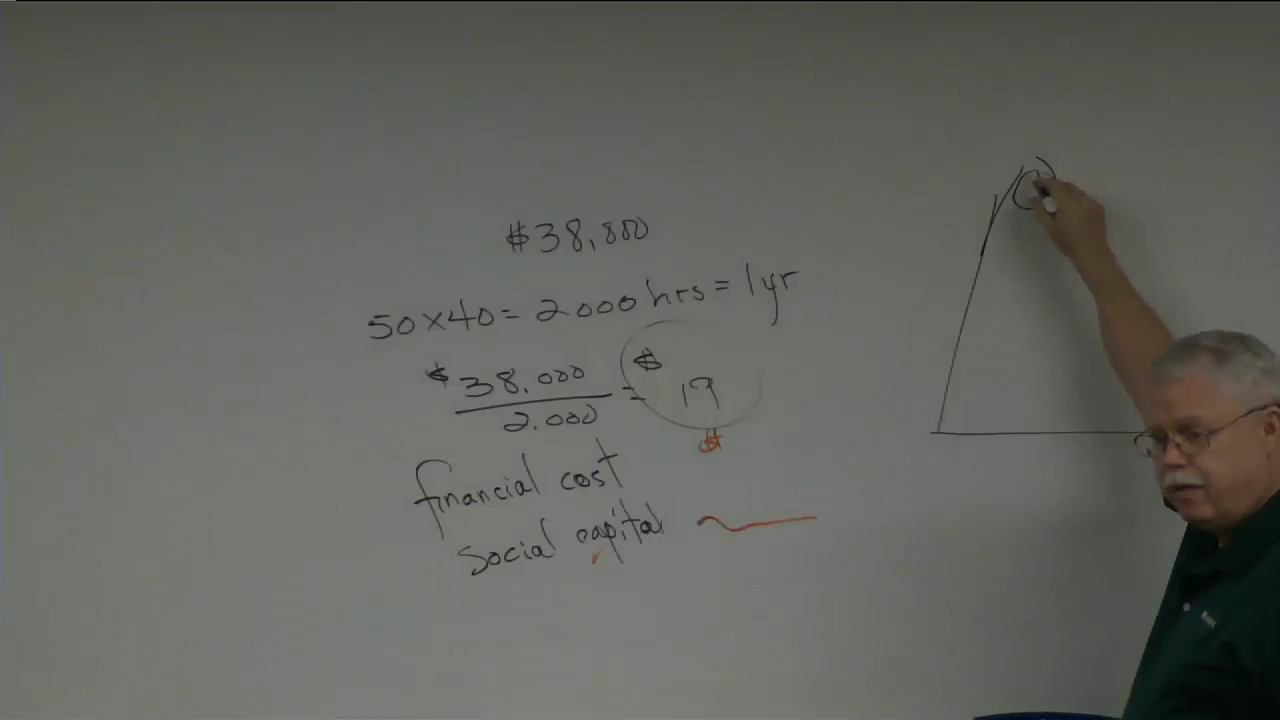 $38,000
50x40= 2000 hrs = 1yr
$ 38.000 = $ 19
2.000
financial cost
social capital